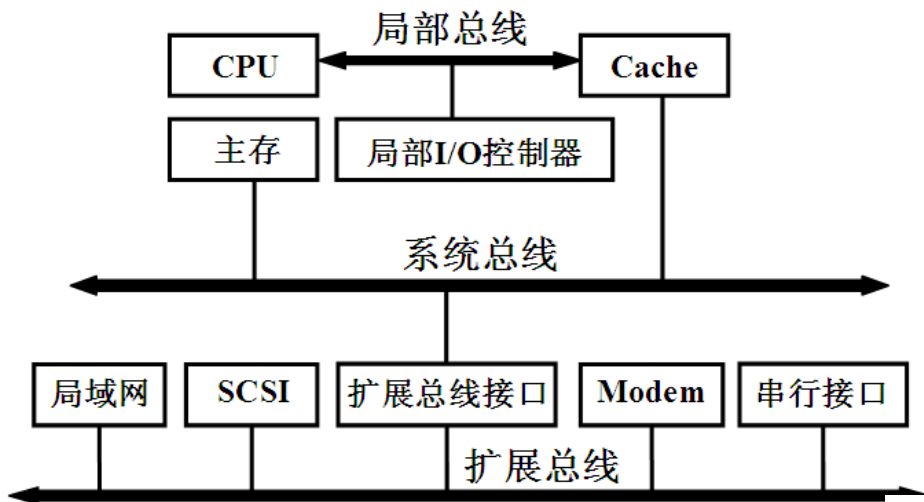 局部总线
CPU
Cache
主存
局部I/O控制器
系统总线
局域网
SCSI
扩展总线接口
Modem
串行接口
扩展总线